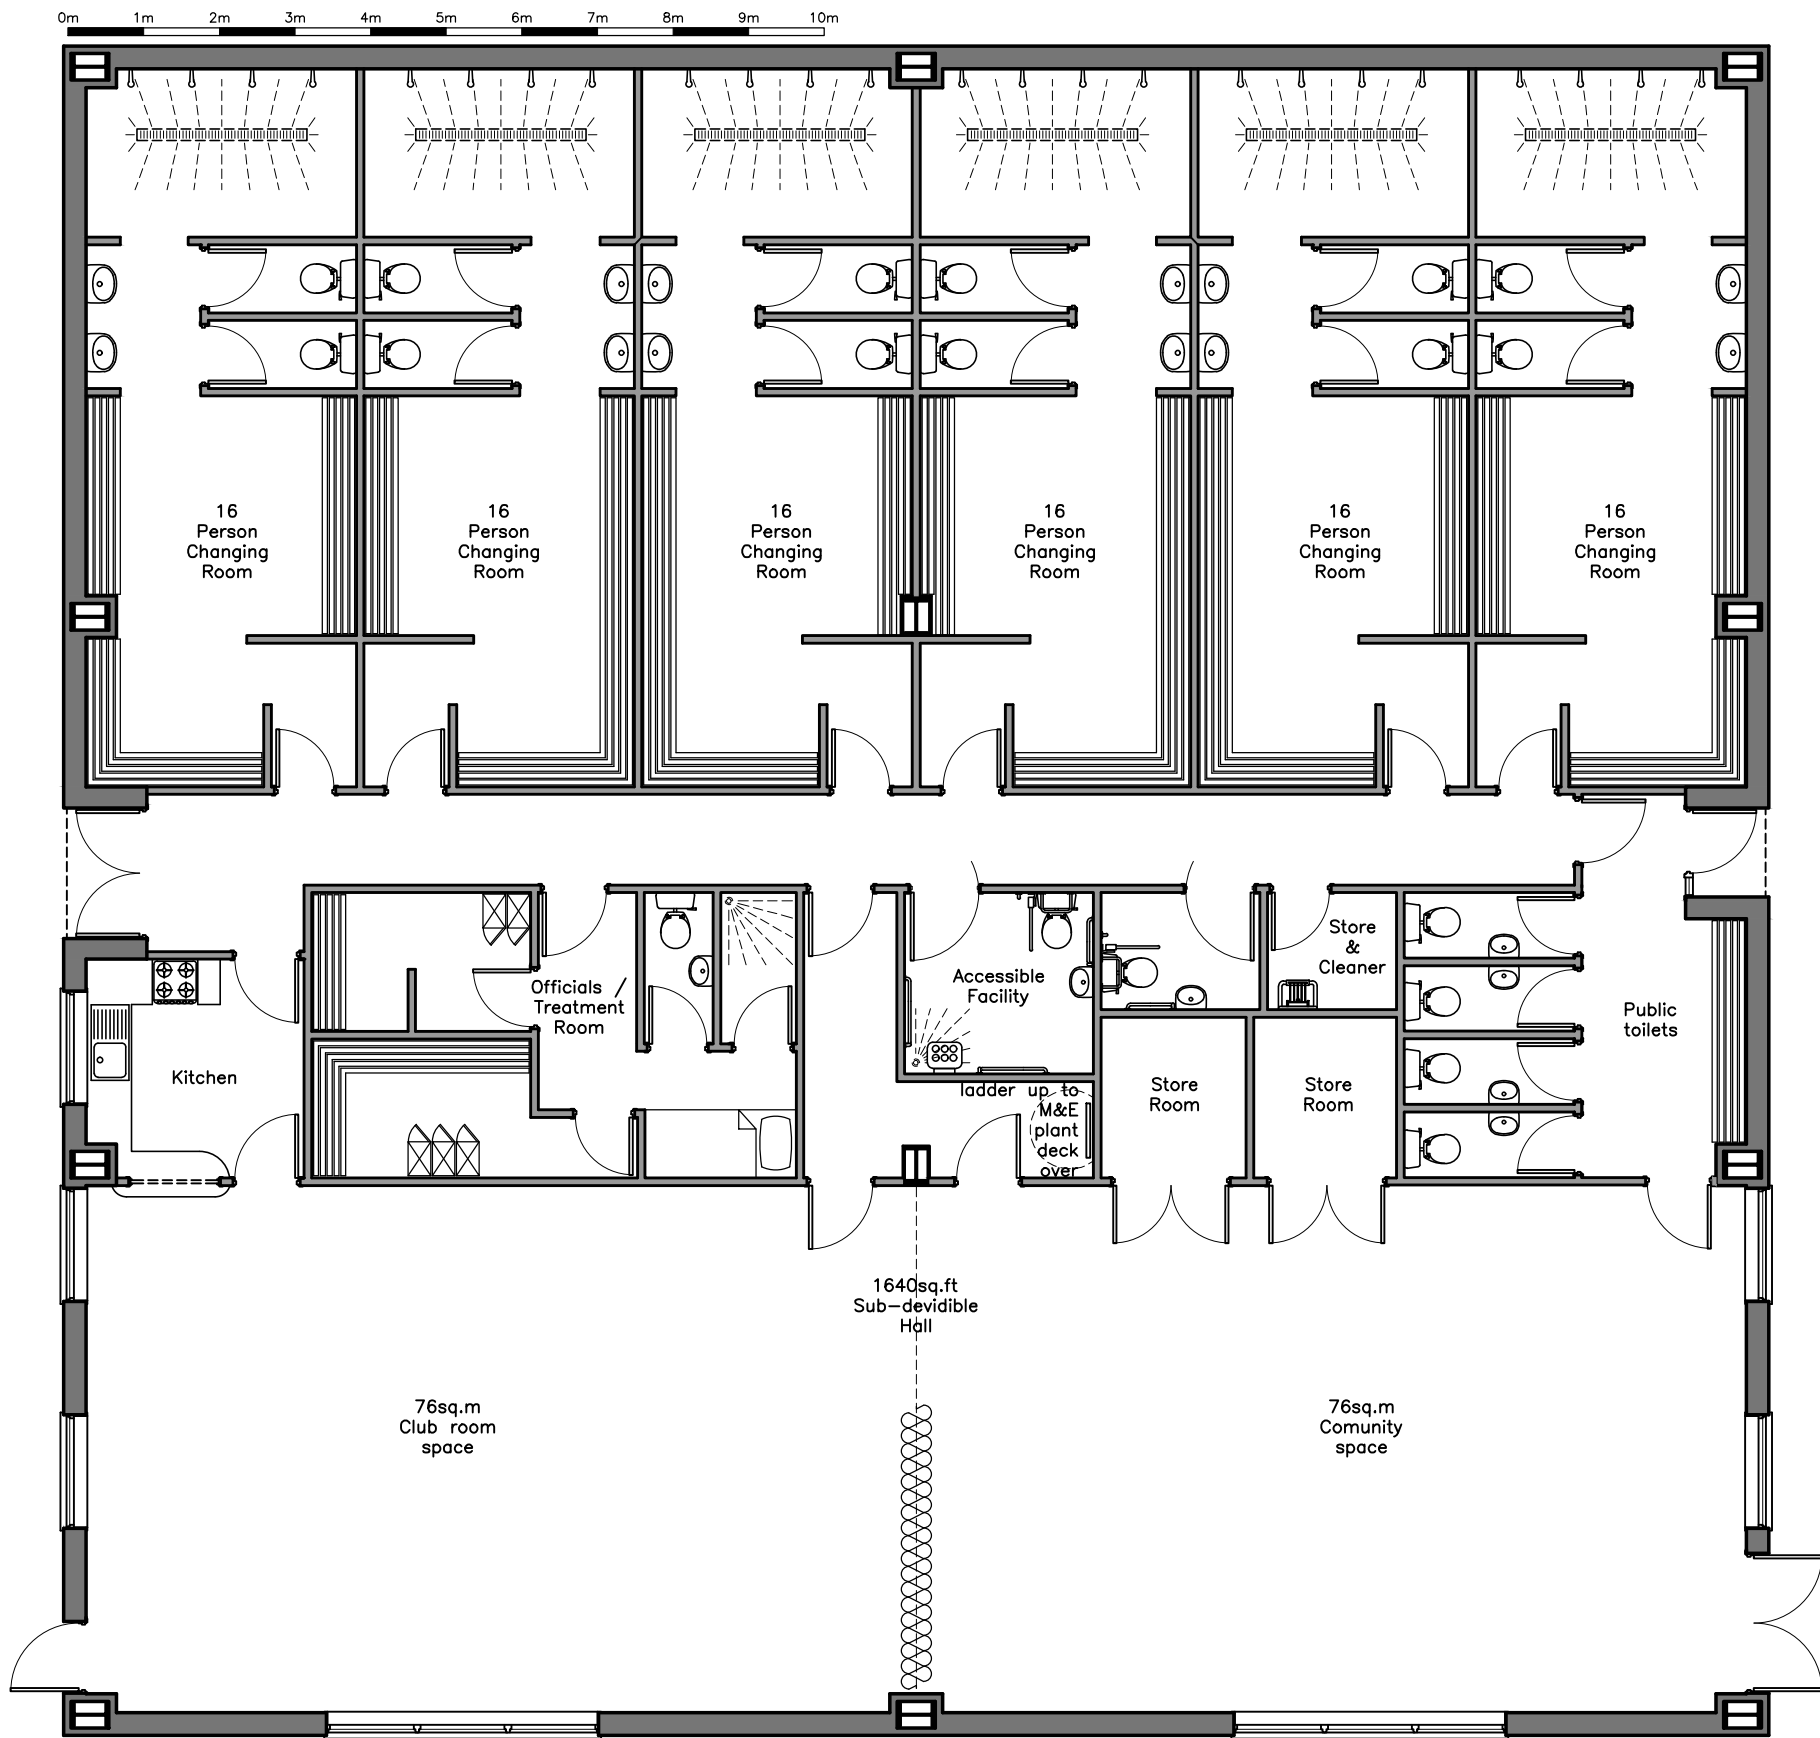 0m 1m 2m 3m 4m 5m 6m 7m 8m 9m 10m
16
Person
Changing
Room
16
Person
Changing
Room
16
Person
Changing
Room
16
Person
Changing
Room
16
Person
Changing
Room
16
Person
Changing
Room
Officials /
Treatment
Room
Accessible
Facility
Store
&
Cleaner
Public
toilets
Kitchen
ladder up to
M&E
plant
deck
over
Store
Room
Store
Room
1640sq.ft
Sub-devidible
Hall
76sq.m
Club room
space
76sq.m
Comunity
space